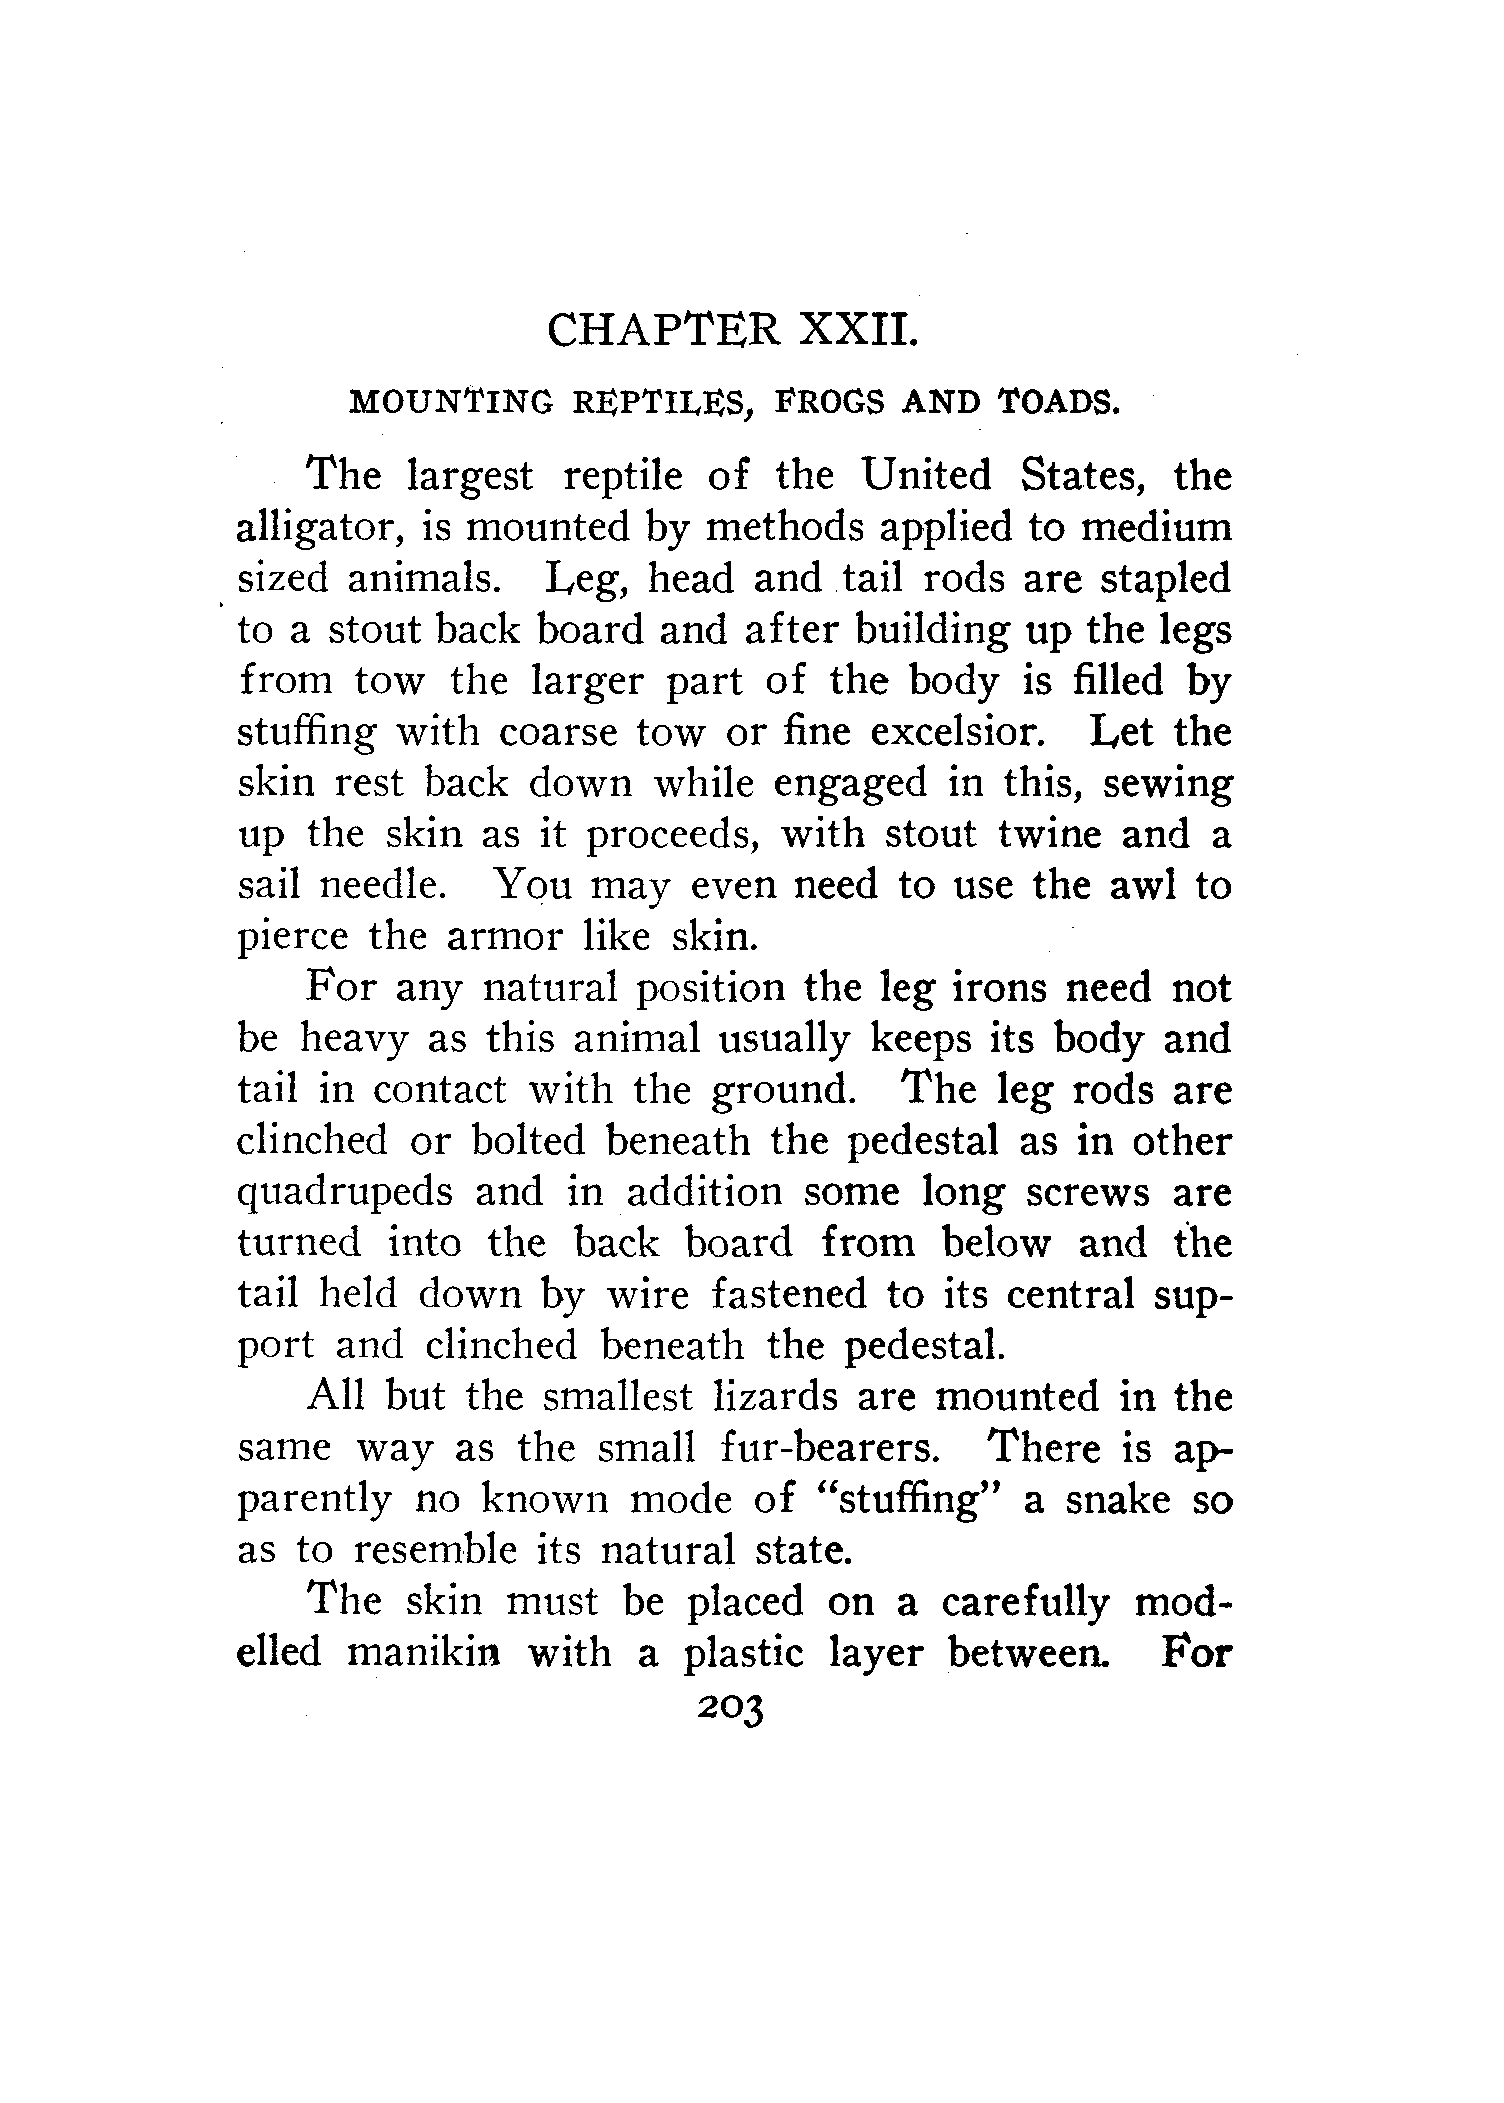 CHAPTER XXII.
MOUNTING REPTILES, FROGS AND TOADS.
The largest reptile of the United States, the
alligator, is mounted by methods applied to medium
sized animals. Leg, head and tail rods are stapled
to a stout back board and after building up the legs
from tow the larger part of the body is filled by
stuffing with coarse tow or fine excelsior. Let the
skin rest back down while engaged in this, sewing
up the skin as it proceeds, with stout twine and a
sail needle. You may even need to use the awl to
pierce the armor like skin.
For any natural position the leg irons need not
be heavy as this animal usually keeps its body and
tail in contact with the ground. The leg rods are
clinched or bolted beneath the pedestal as in other
quadrupeds and in addition some long screws are
turned into the back board from below and the
tail held down by wire fastened to its central sup-
port and clinched beneath the pedestal.
All but the smallest lizards are mounted in the
same way as the small fur-bearers. There is ap-
parently no known mode of “stuffing” a snake so
as to resemble its natural state.
The skin must be placed on a carefully mod-
elled manikin with a plastic layer between. For
203